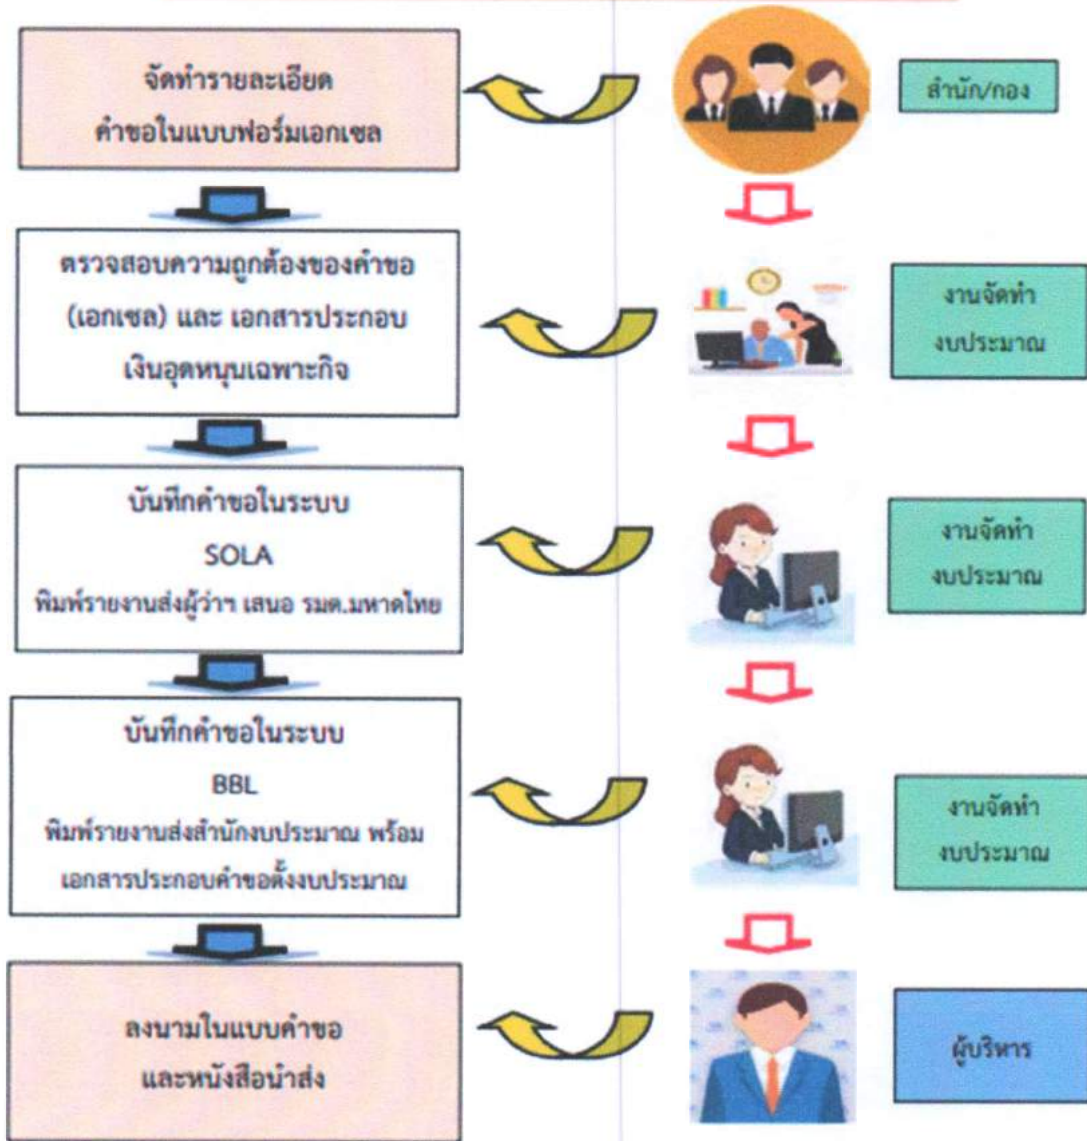 จัดทำรายละเอียด
คำขอในแบบฟอร์มเอกเซล
สำนัก/กอง
ตรวจสอบความถูกต้องของคำขอ
(เอกเซล) และ เอกสารประกอบ
เงินอุดหนุนเฉพาะกิจ
งานจัดทำ
งบประมาณ
บันทึกคำขอในระบบ
SOLA
พิมพ์รายงานส่งผู้ว่าฯ เสนอ รมต.มหาดไทย
งานจัดทำ
งบประมาณ
บันทึกคำขอในระบบ
BBL
พิมพ์รายงานส่งสำนักงบประมาณ พร้อม
เอกสารประกอบคำขอตั้งงบประมาณ
งานจัดทำ
งบประมาณ
ลงนามในแบบคำขอ
และหนังสือนำส่ง
ผู้บริหาร